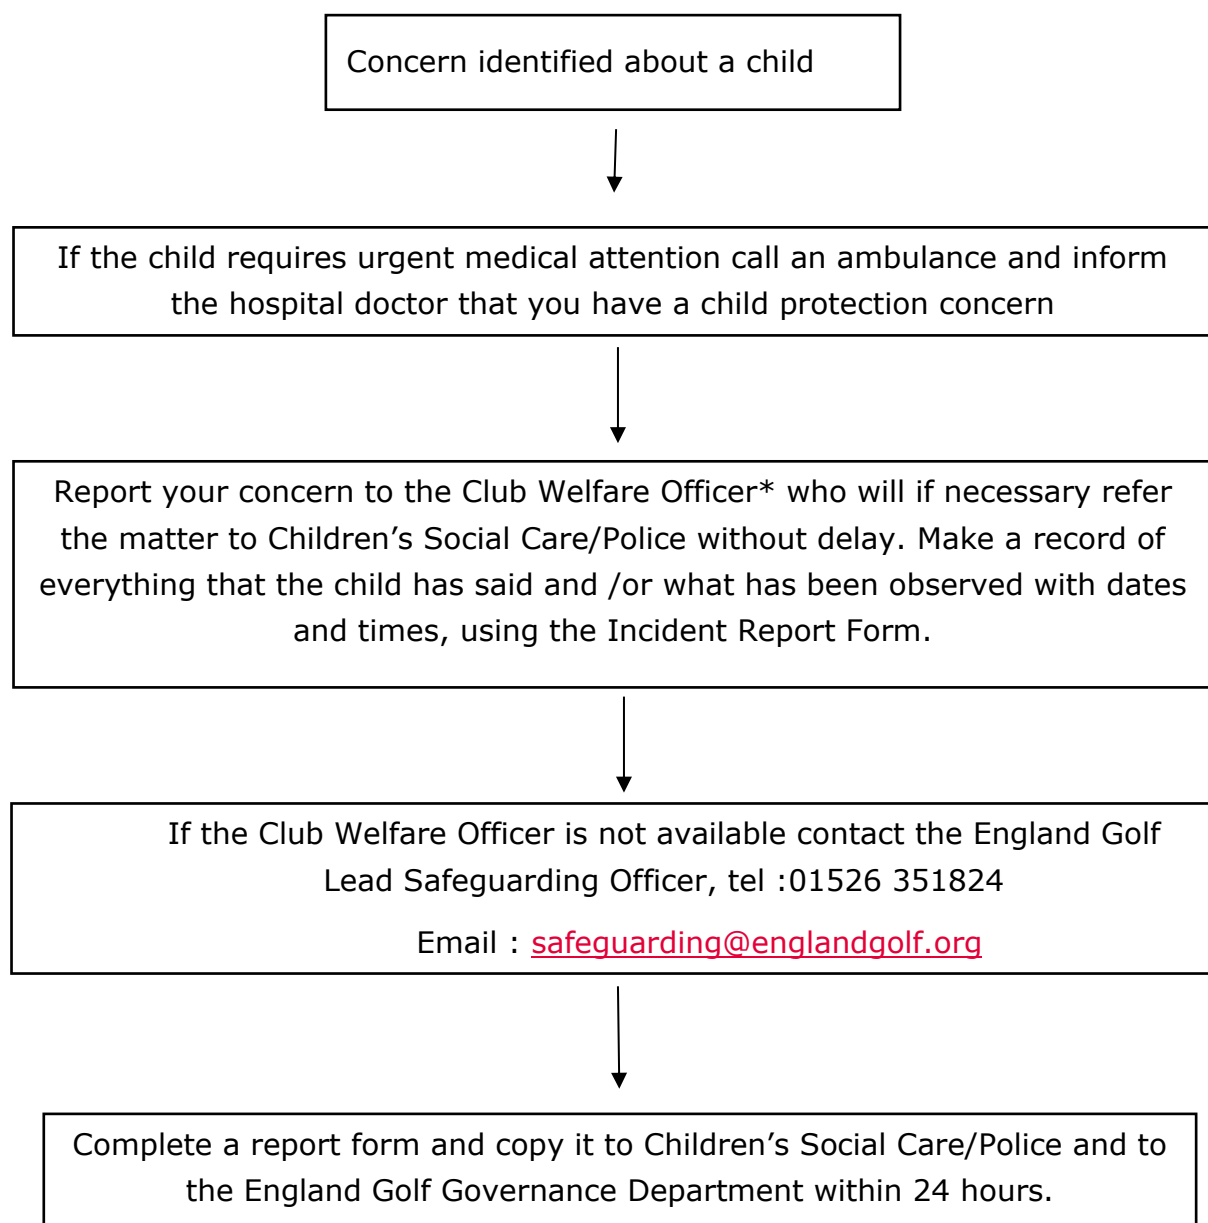 Concern identified about a child
If the child requires urgent medical attention call an ambulance and inform
the hospital doctor that you have a child protection concern
Report your concern to the Club Welfare Officer* who will if necessary refer
the matter to Children’s Social Care/Police without delay. Make a record of
everything that the child has said and /or what has been observed with dates
and times, using the Incident Report Form.
If the Club Welfare Officer is not available contact the England Golf
Lead Safeguarding Officer, tel :01526 351824
Email : safeguarding@englandgolf.org
Complete a report form and copy it to Children’s Social Care/Police and to
the England Golf Governance Department within 24 hours.